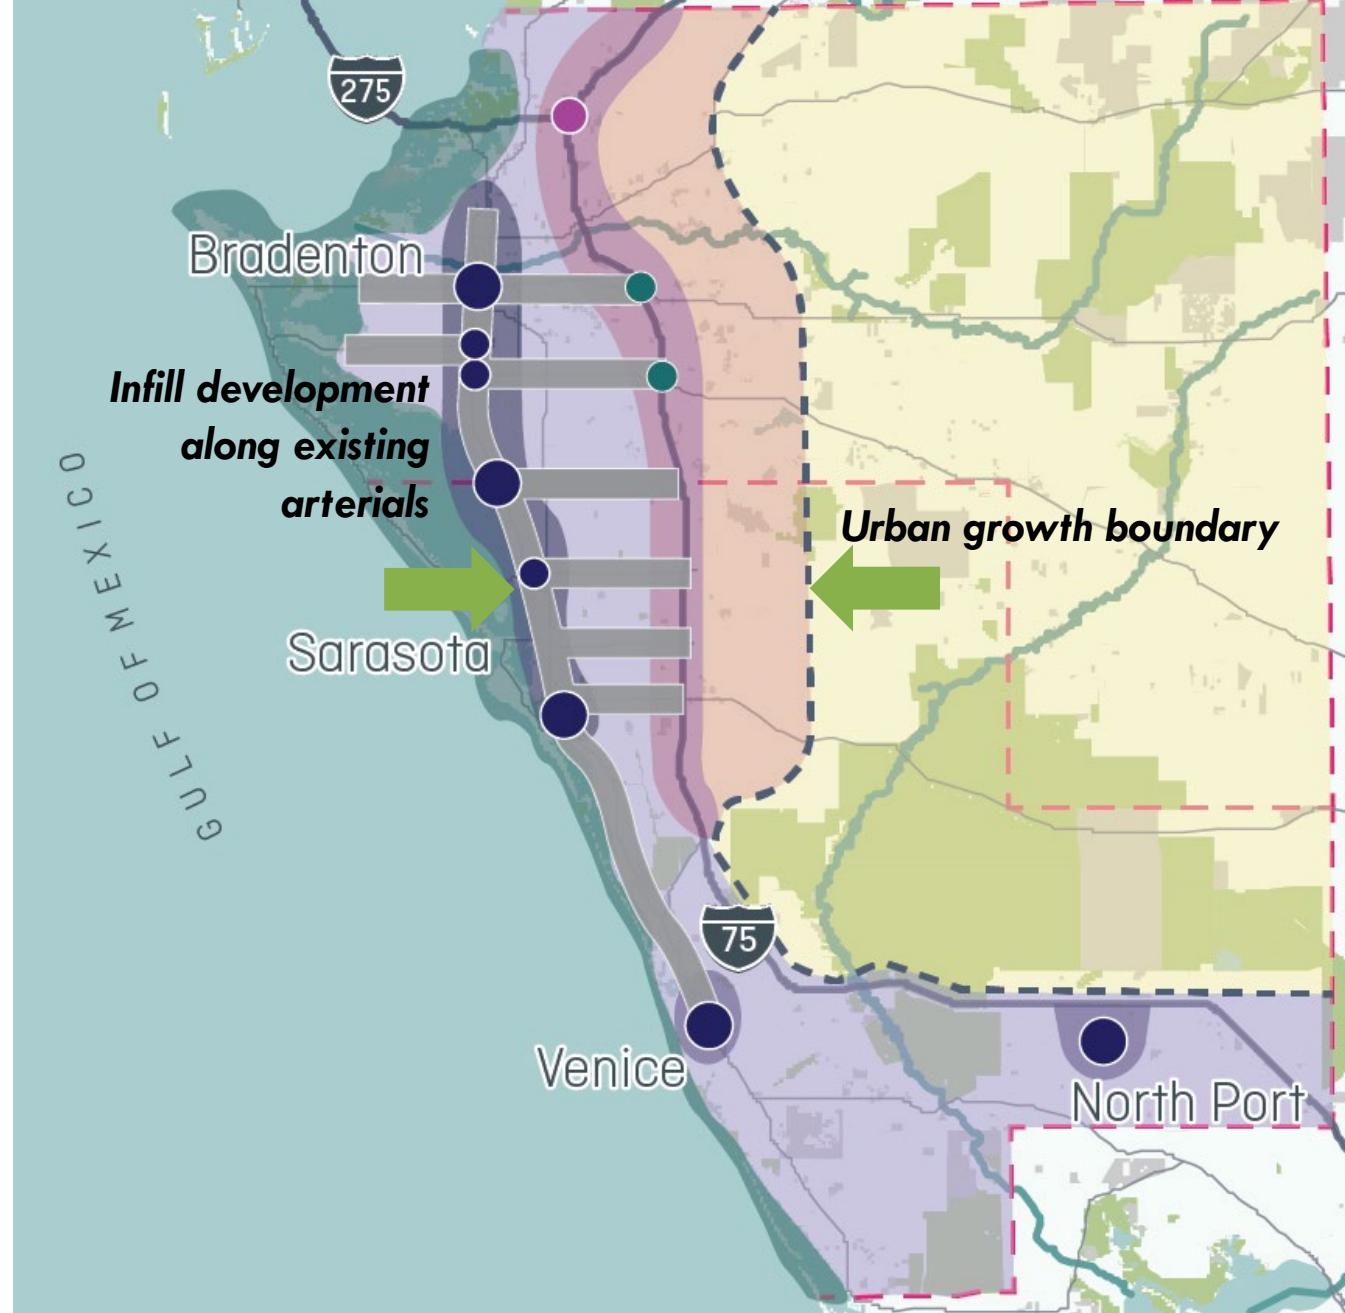 275
Bradenton
Infill development
along existing
arterials
GULF OF MEXICO
Urban growth boundary
Sarasota
75
Venice
North Port